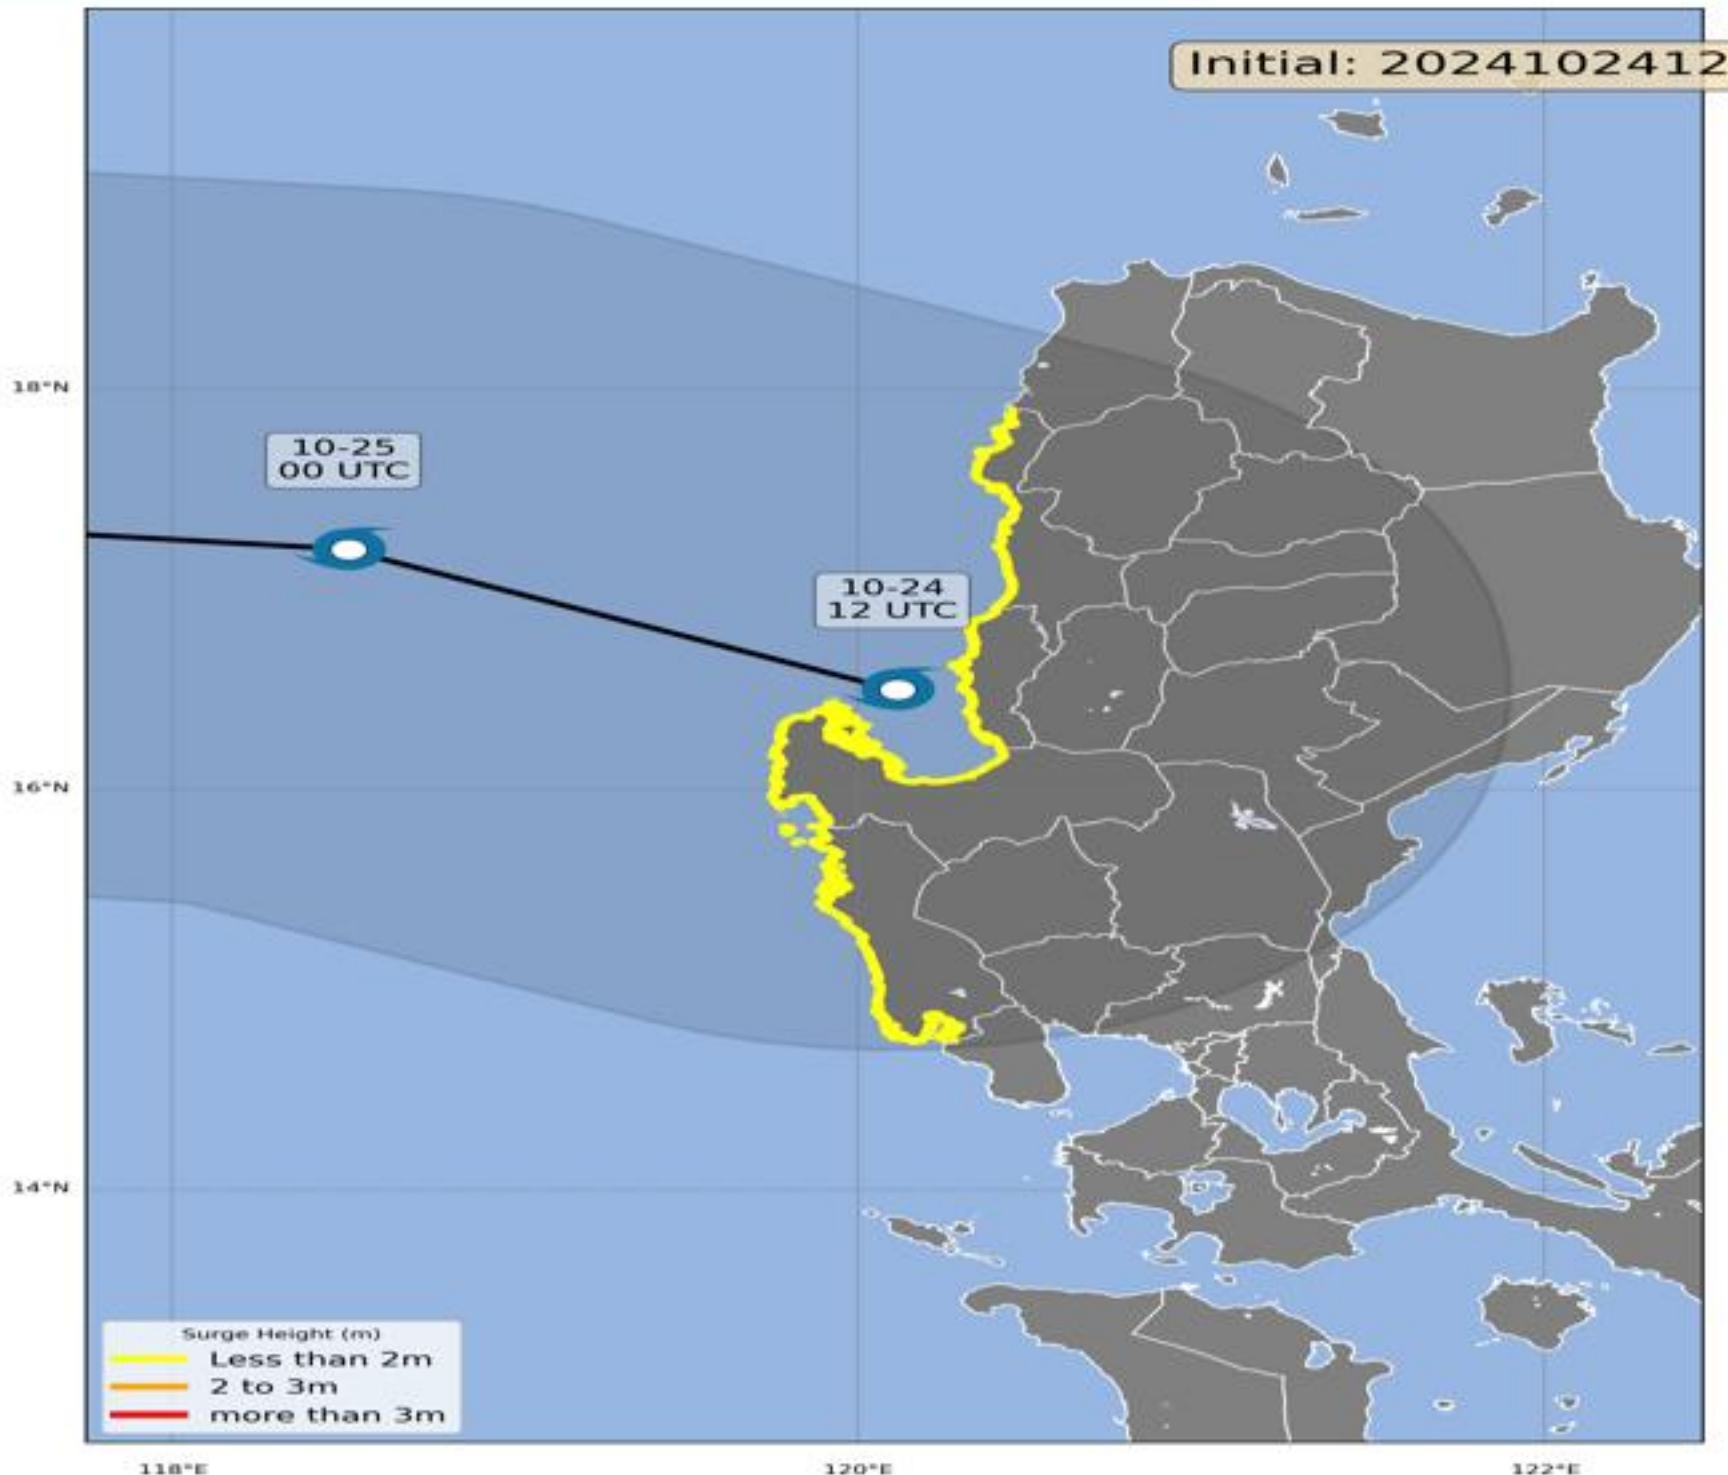 Initial: 2024102412
18°N
10-25
00 UTC
10-24
12 UTC
16°N
14°N
Surge Height (m)
Less than 2m
2 to 3m
more than 3m
118°E
120°E
122°E